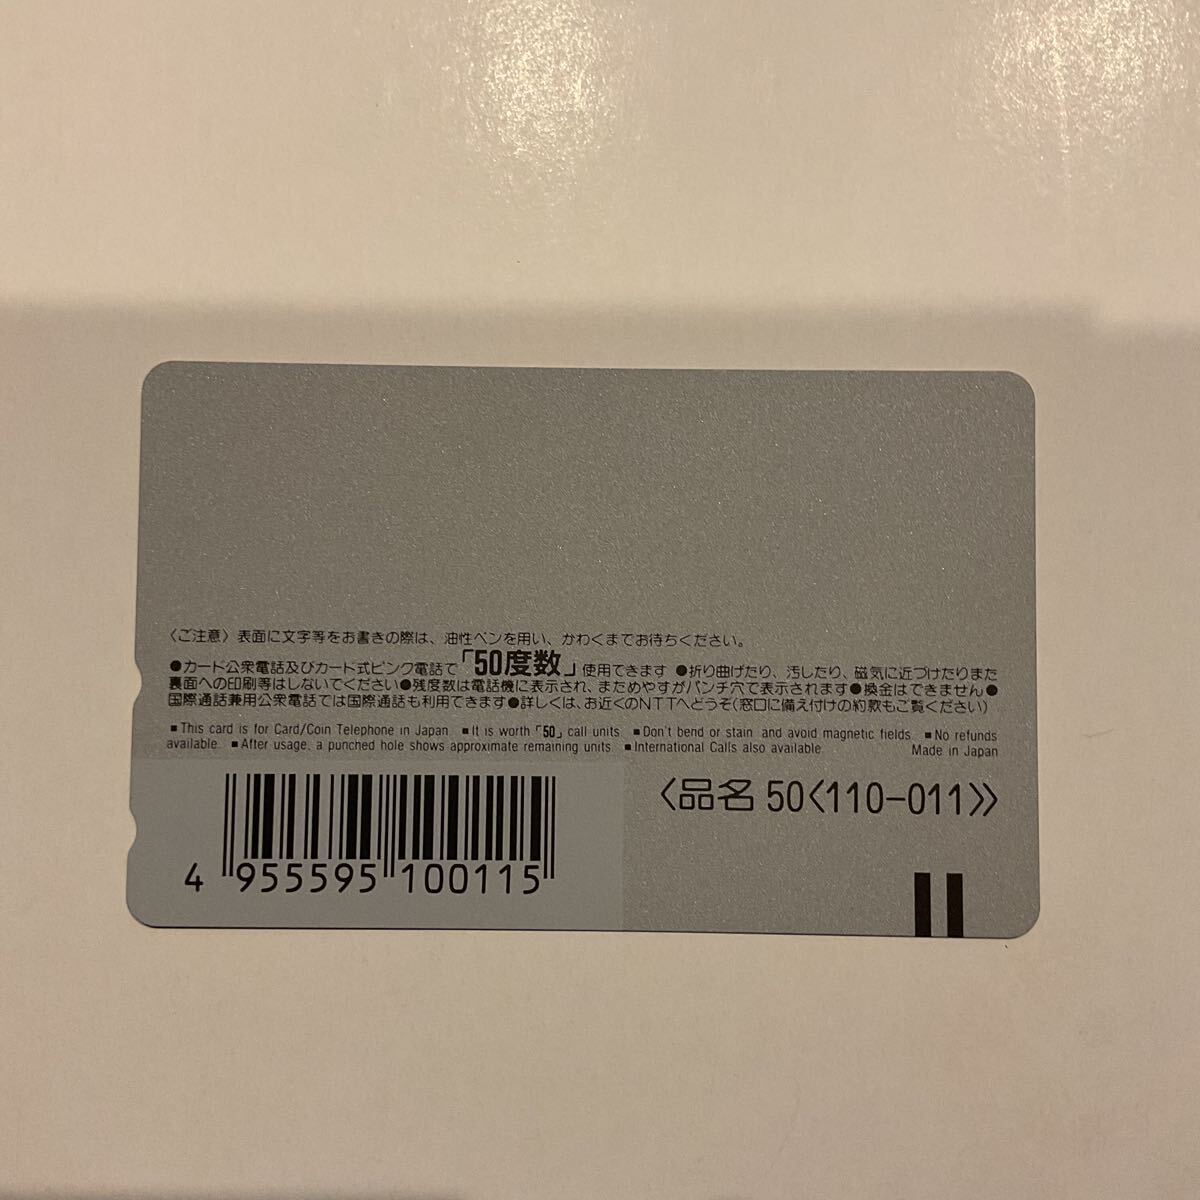 〈ご注意〉表面に文字等をお書きの際は、油性ペンを用い、かわくまでお待ちください。
●カード公衆電話及びカード式ピンク電話で「50度数」使用できます ●折り曲げたり、汚したり、磁気に近づけたりまた
裏面への印刷等はしないでください●残度数は電話機に表示され、まためやすがパンチ穴で表示されます●換金はできません●
国際通話兼用公衆電話では国際通話も利用できます●詳しくは、お近くのNTTへどうぞ(窓口に備え付けの約款もご覧ください)
■This card is for Card/Coin Telephone in Japan. ■It is worth「50」call units. ■Don't bend or stain and avoid magnetic fields. ■No refunds
available. ■After usage, a punched hole shows approximate remaining units. ■International Calls also available. Made in Japan
〈品名 50〈110-011〉〉
4 955595 100115